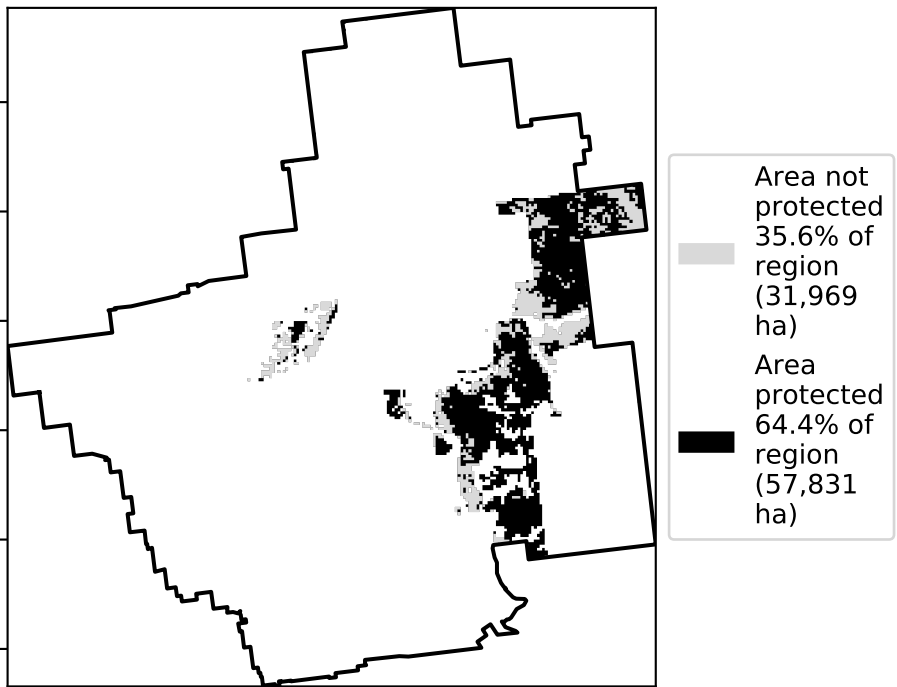 Area not
protected
35.6% of
region
(31,969
ha)
Area
protected
64.4% of
region
(57,831
ha)